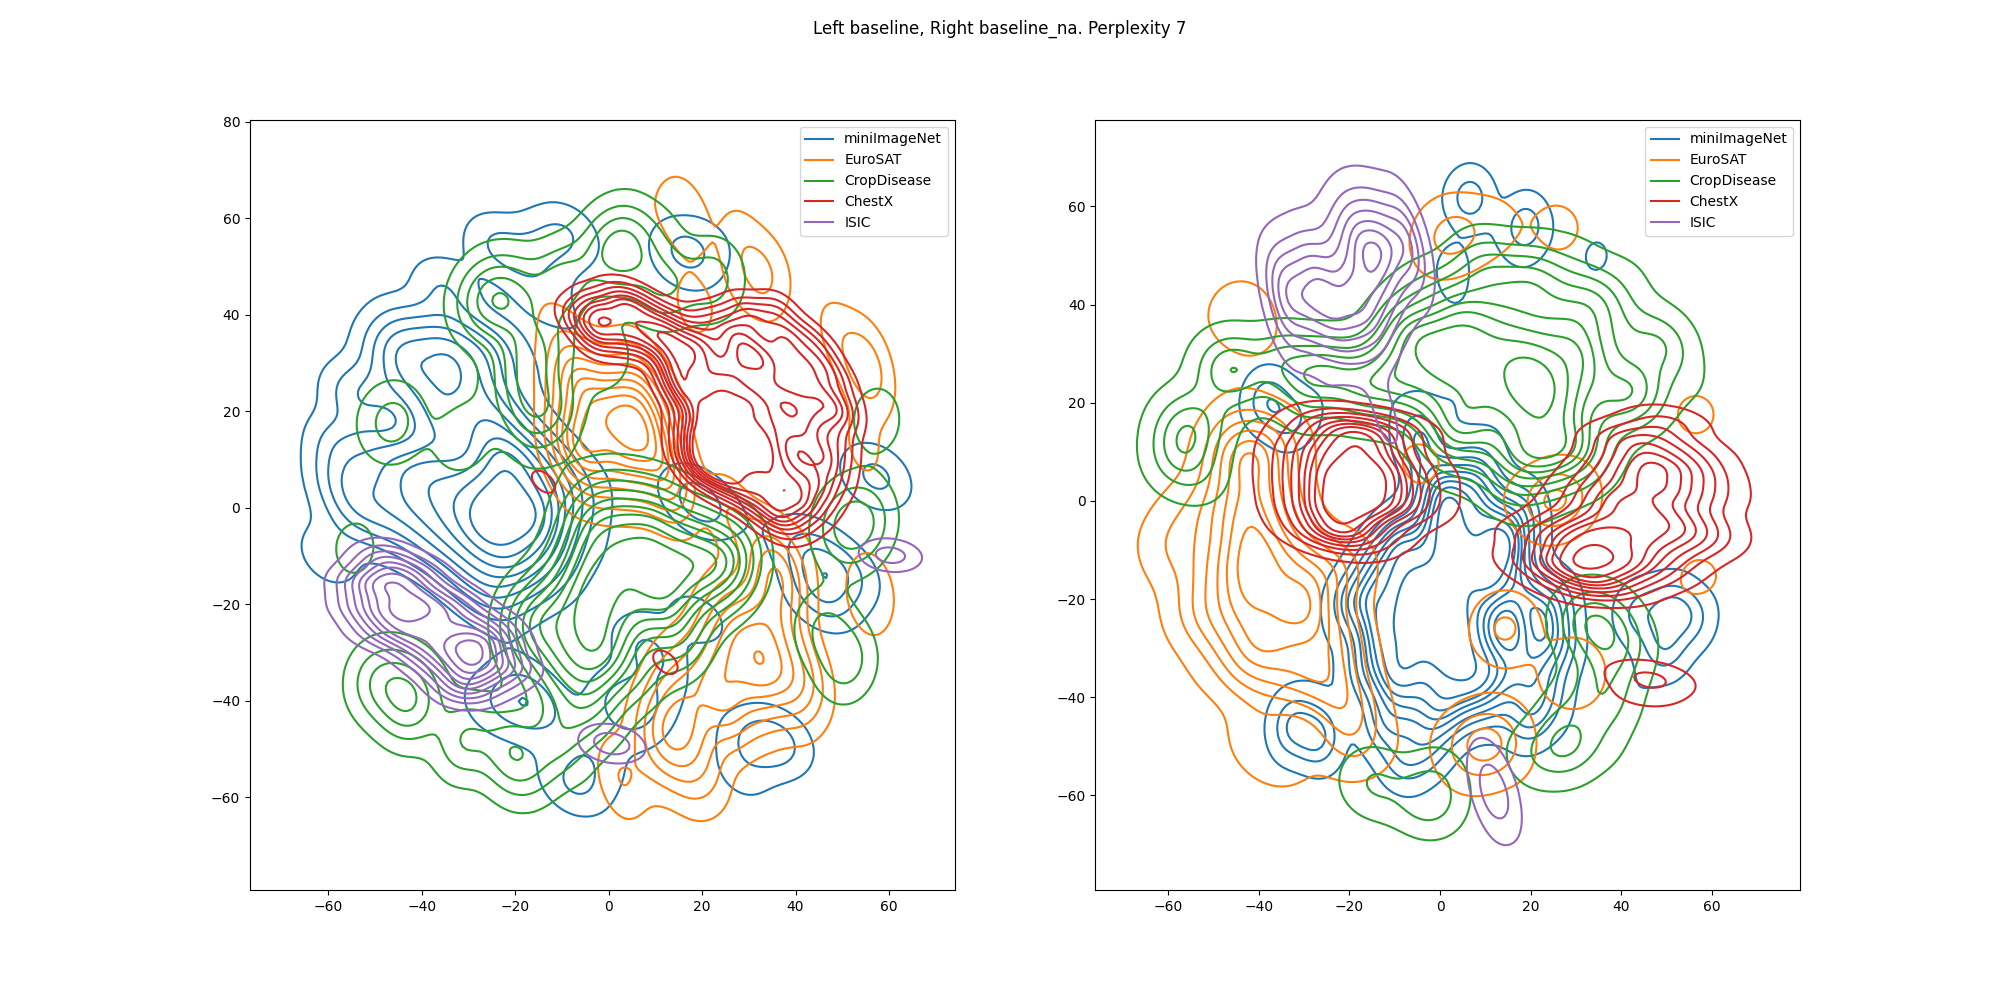 Left baseline, Right baseline_na. Perplexity 7
miniImageNet
EuroSAT
CropDisease
ChestX
ISIC
80
60
40
20
0
−20
−40
−60
−60 −40 −20 0 20 40 60
miniImageNet
EuroSAT
CropDisease
ChestX
ISIC
60
40
20
0
−20
−40
−60
−60 −40 −20 0 20 40 60